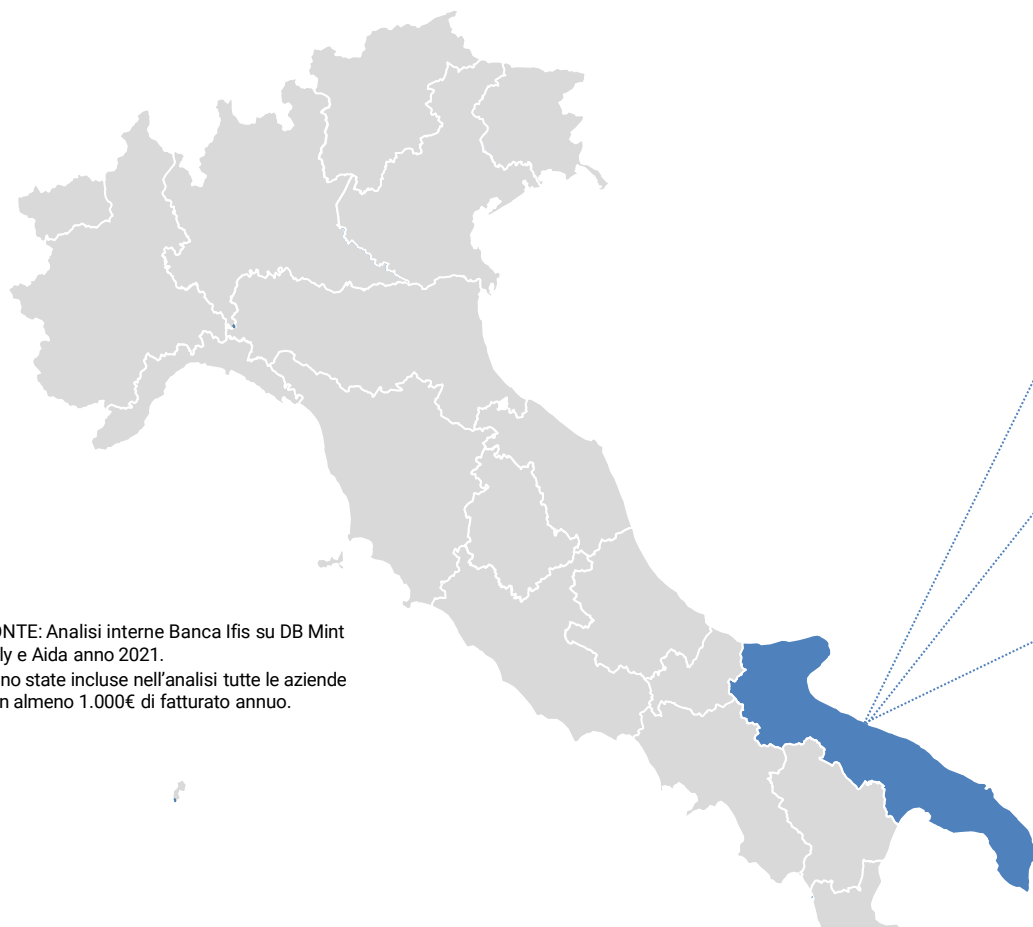 NTE: Analisi interne Banca Ifis su DB Mint
ly e Aida anno 2021.
no state incluse nell'analisi tutte le aziende
n almeno 1.000€ di fatturato annuo.